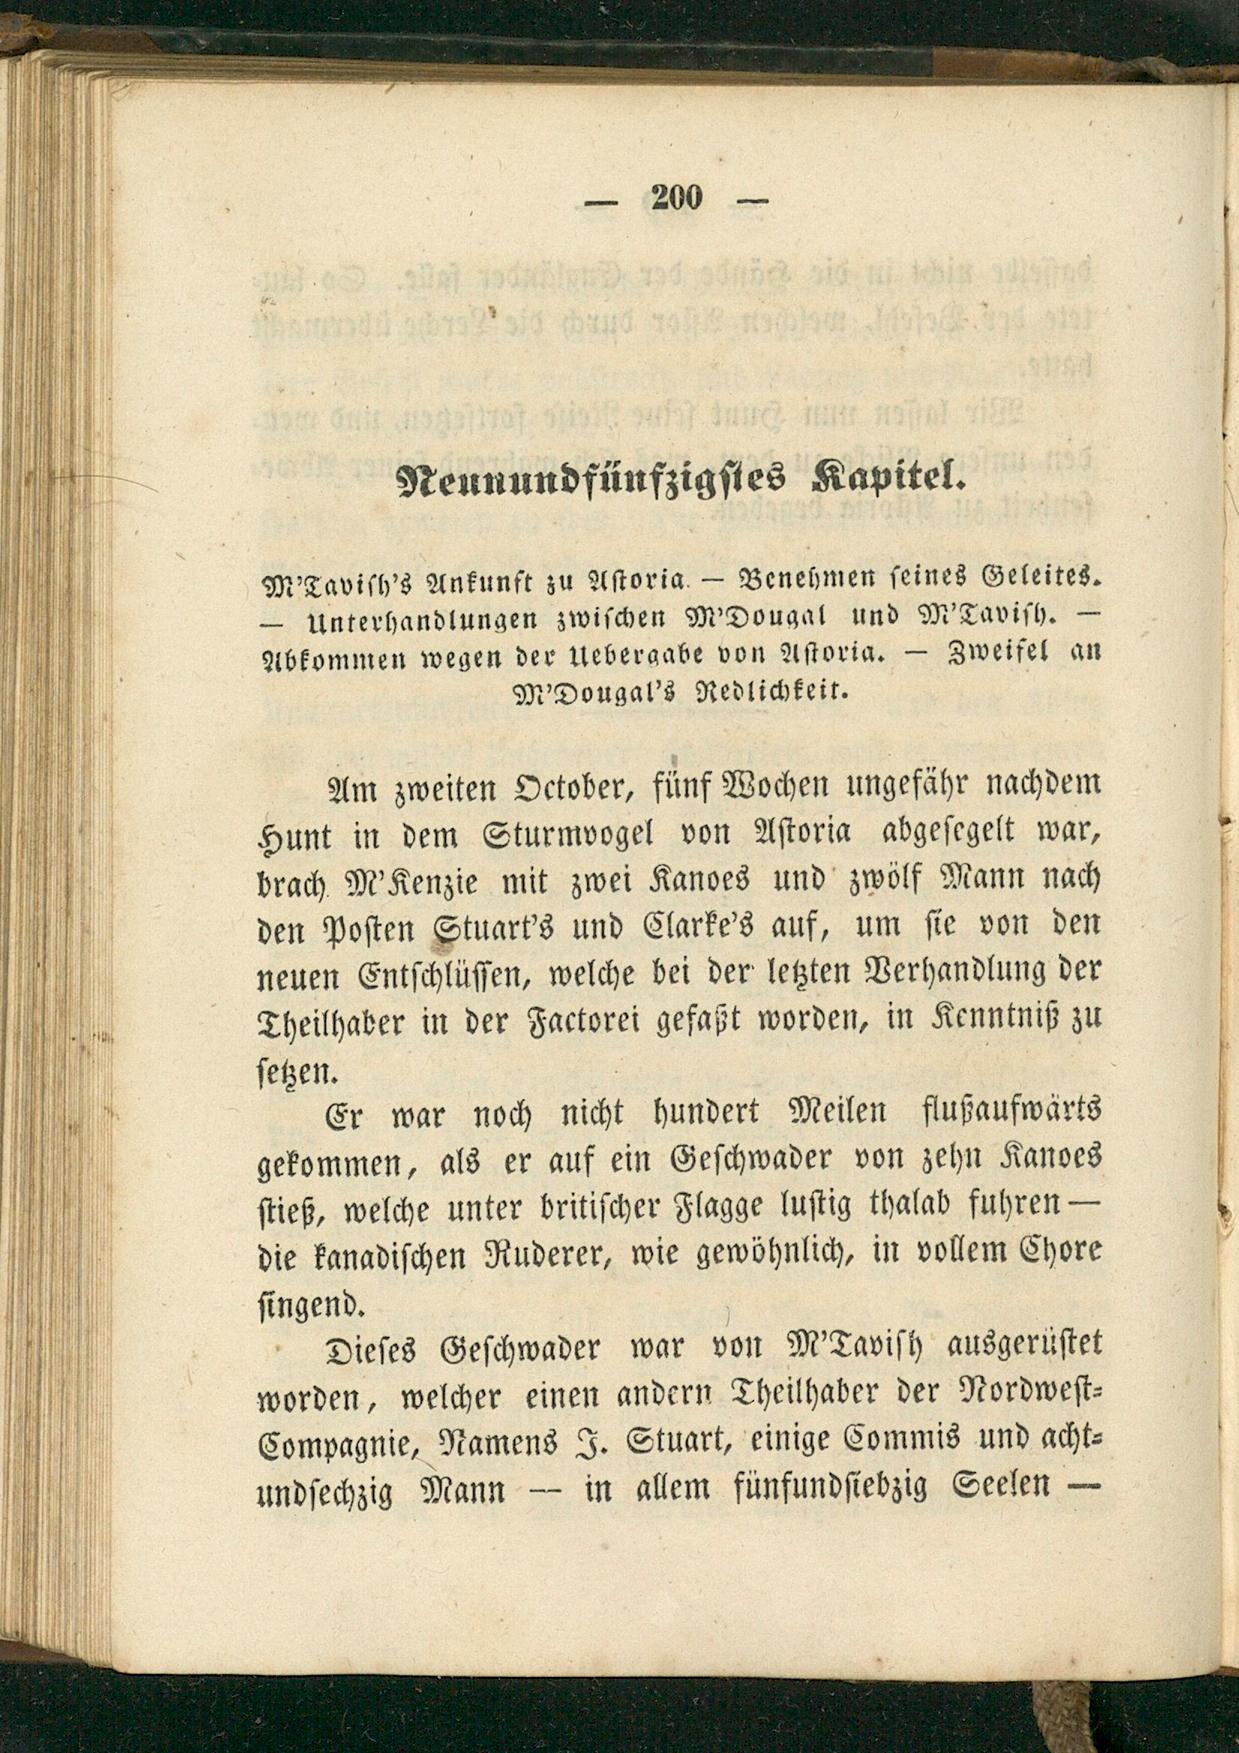 — 200 —
Neunundfünfzigstes Kapitel.
M'Tavish's Ankunft zu Astoria. — Benehmen seines Geleites.
— Unterhandlungen zwischen M'Dougal und M'Tavish. —
Abkommen wegen der Uebergabe von Astoria. — Zweifel an
M'Dougal's Redlichkeit.
Am zweiten October, fünf Wochen ungefähr nachdem
Hunt in dem Sturmvogel von Astoria abgesegelt war,
brach M'Kenzie mit zwei Kanoes und zwölf Mann nach
den Posten Stuart's und Clarke's auf, um sie von den
neuen Entschlüssen, welche bei der letzten Verhandlung der
Theilhaber in der Factorei gefaßt worden, in Kenntniß zu
setzen.
Er war noch nicht hundert Meilen flußaufwärts
gekommen, als er auf ein Geschwader von zehn Kanoes
stieß, welche unter britischer Flagge lustig thalab fuhren —
die kanadischen Ruderer, wie gewöhnlich, in vollem Chore
singend.
Dieses Geschwader war von M'Tavish ausgerüstet
worden, welcher einen andern Theilhaber der Nordwest-
Compagnie, Namens J. Stuart, einige Commis und acht-
undsechzig Mann — in allem fünfundsiebzig Seelen —